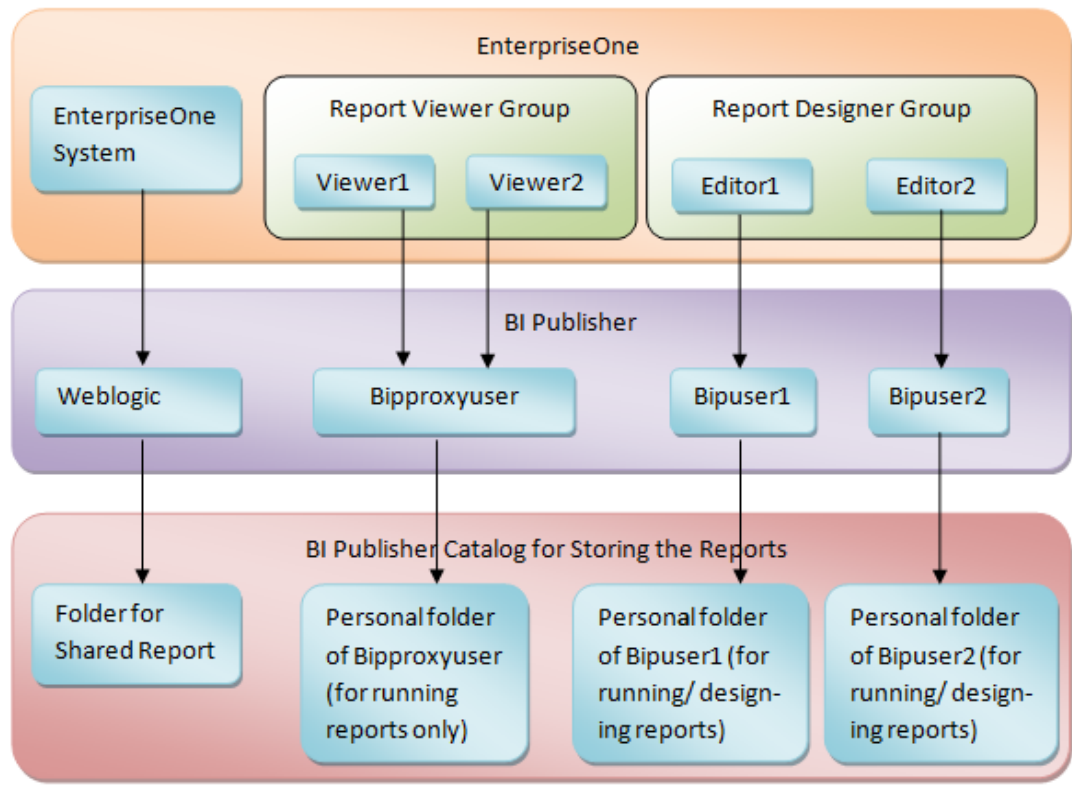 EnterpriseOne
EnterpriseOne
System
Report Viewer Group
Viewer1
Viewer2
Report Designer Group
Editor1
Editor2
BI Publisher
Weblogic
Bipproxyuser
Bipuser1
Bipuser2
BI Publisher Catalog for Storing the Reports
Folder for
Shared Report
Personal folder
of Bipproxyuser
(for running
reports only)
Personal folder
of Bipuser1 (for
running/ design-
ing reports)
Personal folder
of Bipuser2 (for
running/ design-
ing reports)